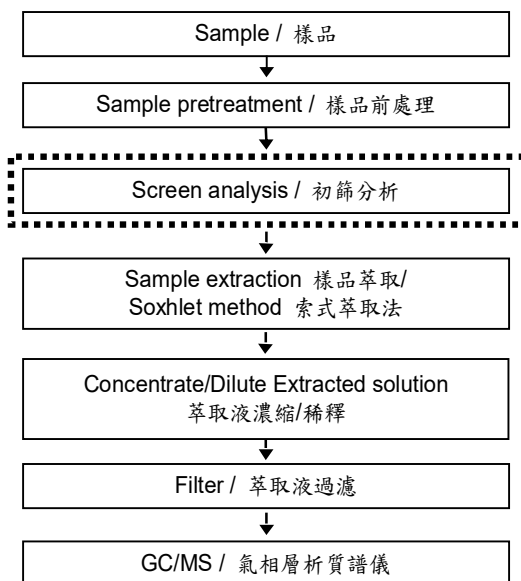 Sample / 樣品
Sample pretreatment / 樣品前處理
Screen analysis / 初篩分析
Sample extraction 樣品萃取/
Soxhlet method 索式萃取法
Concentrate/Dilute Extracted solution
萃取液濃縮/稀釋
Filter / 萃取液過濾
GC/MS / 氣相層析質譜儀